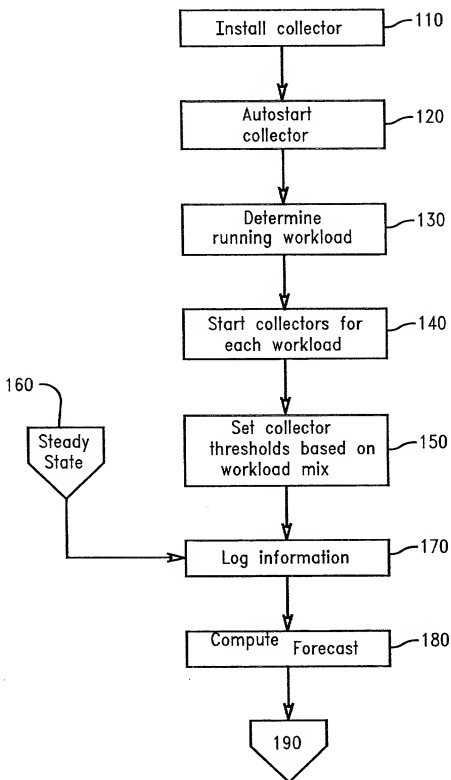 Install collector
110
Autostart
collector
120
Determine
running workload
130
Start collectors for
each workload
140
160
Steady
State
Set collector
thresholds based on
workload mix
150
Log information
170
Compute Forecast
180
190